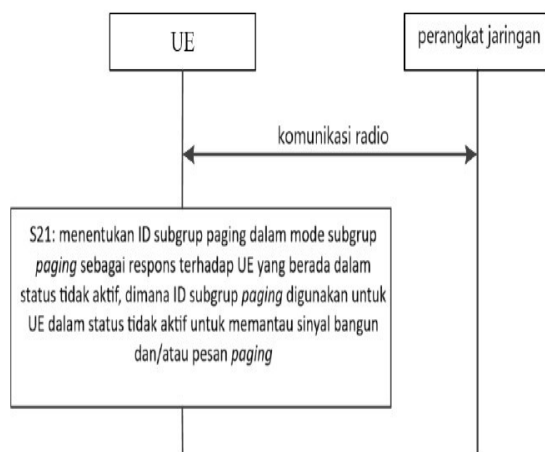 UE
perangkat jaringan
komunikasi radio
S21: menentukan ID subgrup paging dalam mode subgrup
paging sebagai respons terhadap UE yang berada dalam
status tidak aktif, dimana ID subgrup paging digunakan untuk
UE dalam status tidak aktif untuk memantau sinyal bangun
dan/atau pesan paging